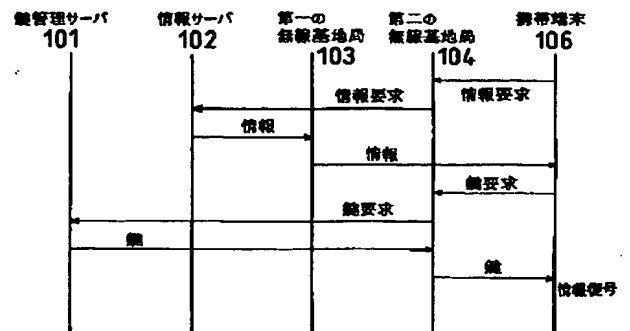 鍵管理サーバ
101
情報サーバ
102
第一の
無線基地局
103
第二の
無線基地局
104
携帯端末
106
情報要求
情報要求
情報
情報
鍵要求
鍵要求
鍵
鍵
情報復号